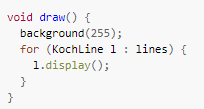 void draw() {
  background(255);
  for (KochLine l : lines) {
    l.display();
  }
}